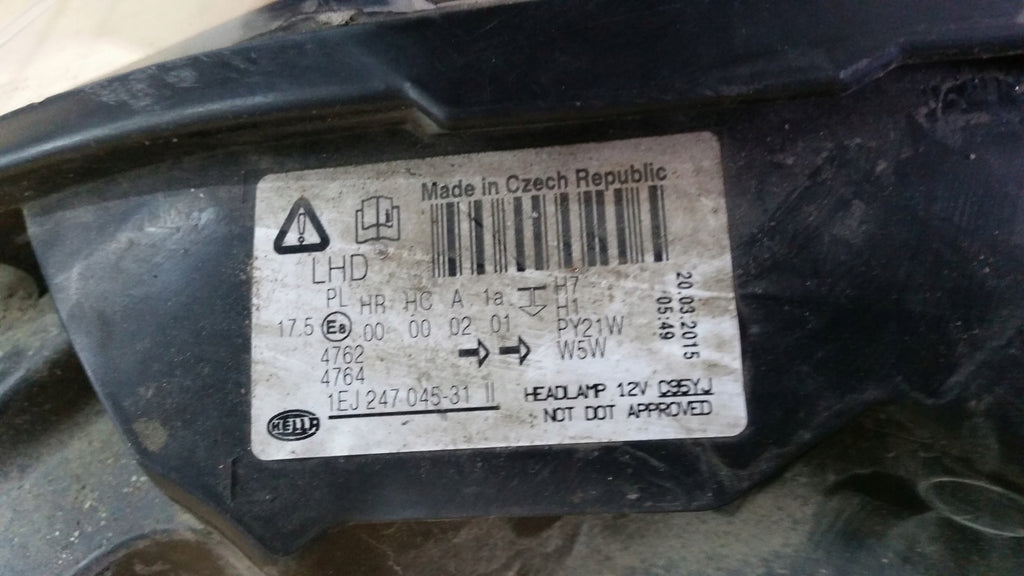 Made in Czech Republic
LHD
PL HR HC A 1a H7
H1
17.5 E8 00 00 02 01 PY21W
4762 W5W
4764
1EJ 247 045-31 II
HELLA
HEADLAMP 12V C95YJ
NOT DOT APPROVED
20.03.2015
05:49